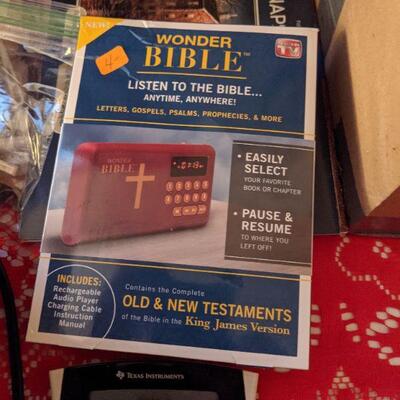 NEW!
4-
WONDER
BIBLE™
AS SEEN ON
TV
LISTEN TO THE BIBLE...
ANYTIME, ANYWHERE!
LETTERS, GOSPELS, PSALMS, PROPHECIES, & MORE
WONDER
BIBLE
• EASILY
SELECT
YOUR FAVORITE
BOOK OR CHAPTER
• PAUSE &
RESUME
TO WHERE YOU
LEFT OFF!
INCLUDES:
Rechargeable
Audio Player
Charging Cable
Instruction
Manual
Contains the Complete
OLD & NEW TESTAMENTS
of the Bible in the King James Version
TEXAS INSTRUMENTS